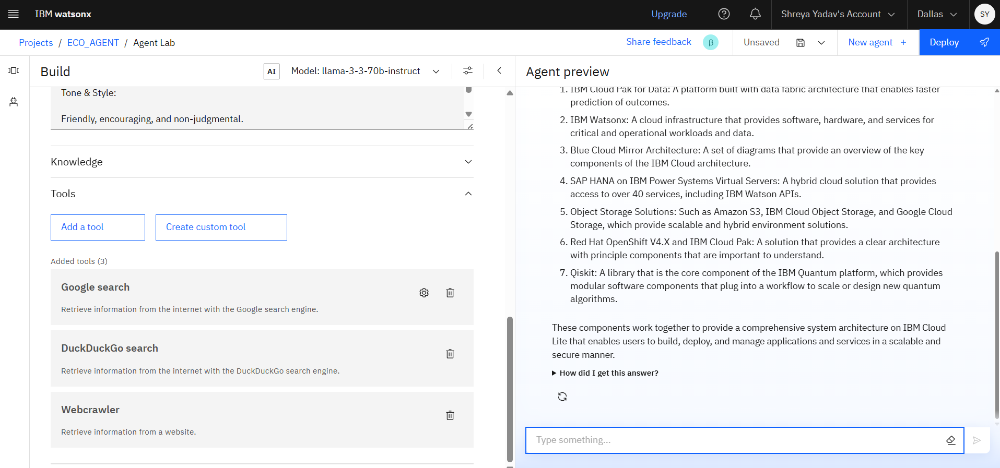 IBM watsonx
Upgrade
Shreya Yadav's Account
Dallas
SY
Projects / ECO_AGENT / Agent Lab
Share feedback
β
Unsaved
New agent +
Deploy
Build
AI
Model: llama-3-3-70b-instruct
Tone & Style:
Friendly, encouraging, and non-judgmental.
Knowledge
Tools
Add a tool
Create custom tool
Added tools (3)
Google search
Retrieve information from the internet with the Google search engine.
DuckDuckGo search
Retrieve information from the internet with the DuckDuckGo search engine.
Webcrawler
Retrieve information from a website.
Agent preview
1. IBM Cloud Pak for Data: A platform built with data fabric architecture that enables faster
prediction of outcomes.
2. IBM Watsonx: A cloud infrastructure that provides software, hardware, and services for
critical and operational workloads and data.
3. Blue Cloud Mirror Architecture: A set of diagrams that provide an overview of the key
components of the IBM Cloud architecture.
4. SAP HANA on IBM Power Systems Virtual Servers: A hybrid cloud solution that provides
access to over 40 services, including IBM Watson APIs.
5. Object Storage Solutions: Such as Amazon S3, IBM Cloud Object Storage, and Google Cloud
Storage, which provide scalable and hybrid environment solutions.
6. Red Hat OpenShift V4.X and IBM Cloud Pak: A solution that provides a clear architecture
with principle components that are important to understand.
7. Qiskit: A library that is the core component of the IBM Quantum platform, which provides
modular software components that plug into a workflow to scale or design new quantum
algorithms.
These components work together to provide a comprehensive system architecture on IBM Cloud
Lite that enables users to build, deploy, and manage applications and services in a scalable and
secure manner.
How did I get this answer?
Type something...